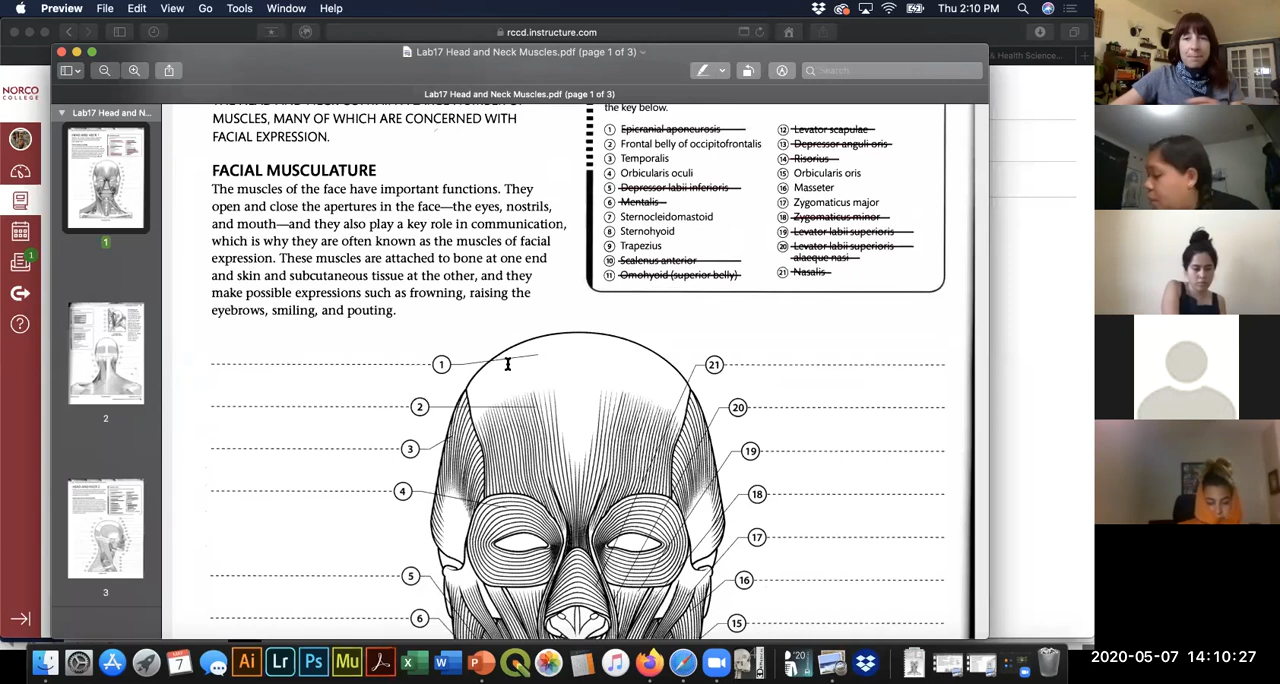 Preview File Edit View Go Tools Window Help
Thu 2:10 PM
rccd.instructure.com
& Health Science...
Lab17 Head and Neck Muscles.pdf (page 1 of 3)
Search
Lab17 Head and Neck Muscles.pdf (page 1 of 3)
NORCO
COLLEGE
1
Lab17 Head and N...
1
2
3
MUSCLES, MANY OF WHICH ARE CONCERNED WITH
FACIAL EXPRESSION.
FACIAL MUSCULATURE
The muscles of the face have important functions. They
open and close the apertures in the face—the eyes, nostrils,
and mouth—and they also play a key role in communication,
which is why they are often known as the muscles of facial
expression. These muscles are attached to bone at one end
and skin and subcutaneous tissue at the other, and they
make possible expressions such as frowning, raising the
eyebrows, smiling, and pouting.
the key below.
1 Epicranial aponeurosis
2 Frontal belly of occipitofrontalis
3 Temporalis
4 Orbicularis oculi
5 Depressor labii inferioris
6 Mentalis
7 Sternocleidomastoid
8 Sternohyoid
9 Trapezius
10 Scalenus anterior
11 Omohyoid (superior belly)
12 Levator scapulae
13 Depressor anguli oris
14 Risorius
15 Orbicularis oris
16 Masseter
17 Zygomaticus major
18 Zygomaticus minor
19 Levator labii superioris
20 Levator labii superioris
alaeque nasi
21 Nasalis
1
2
3
4
5
6
21
20
19
18
17
16
15
Ai Lr Ps Mu X W P
2020-05-07 14:10:27